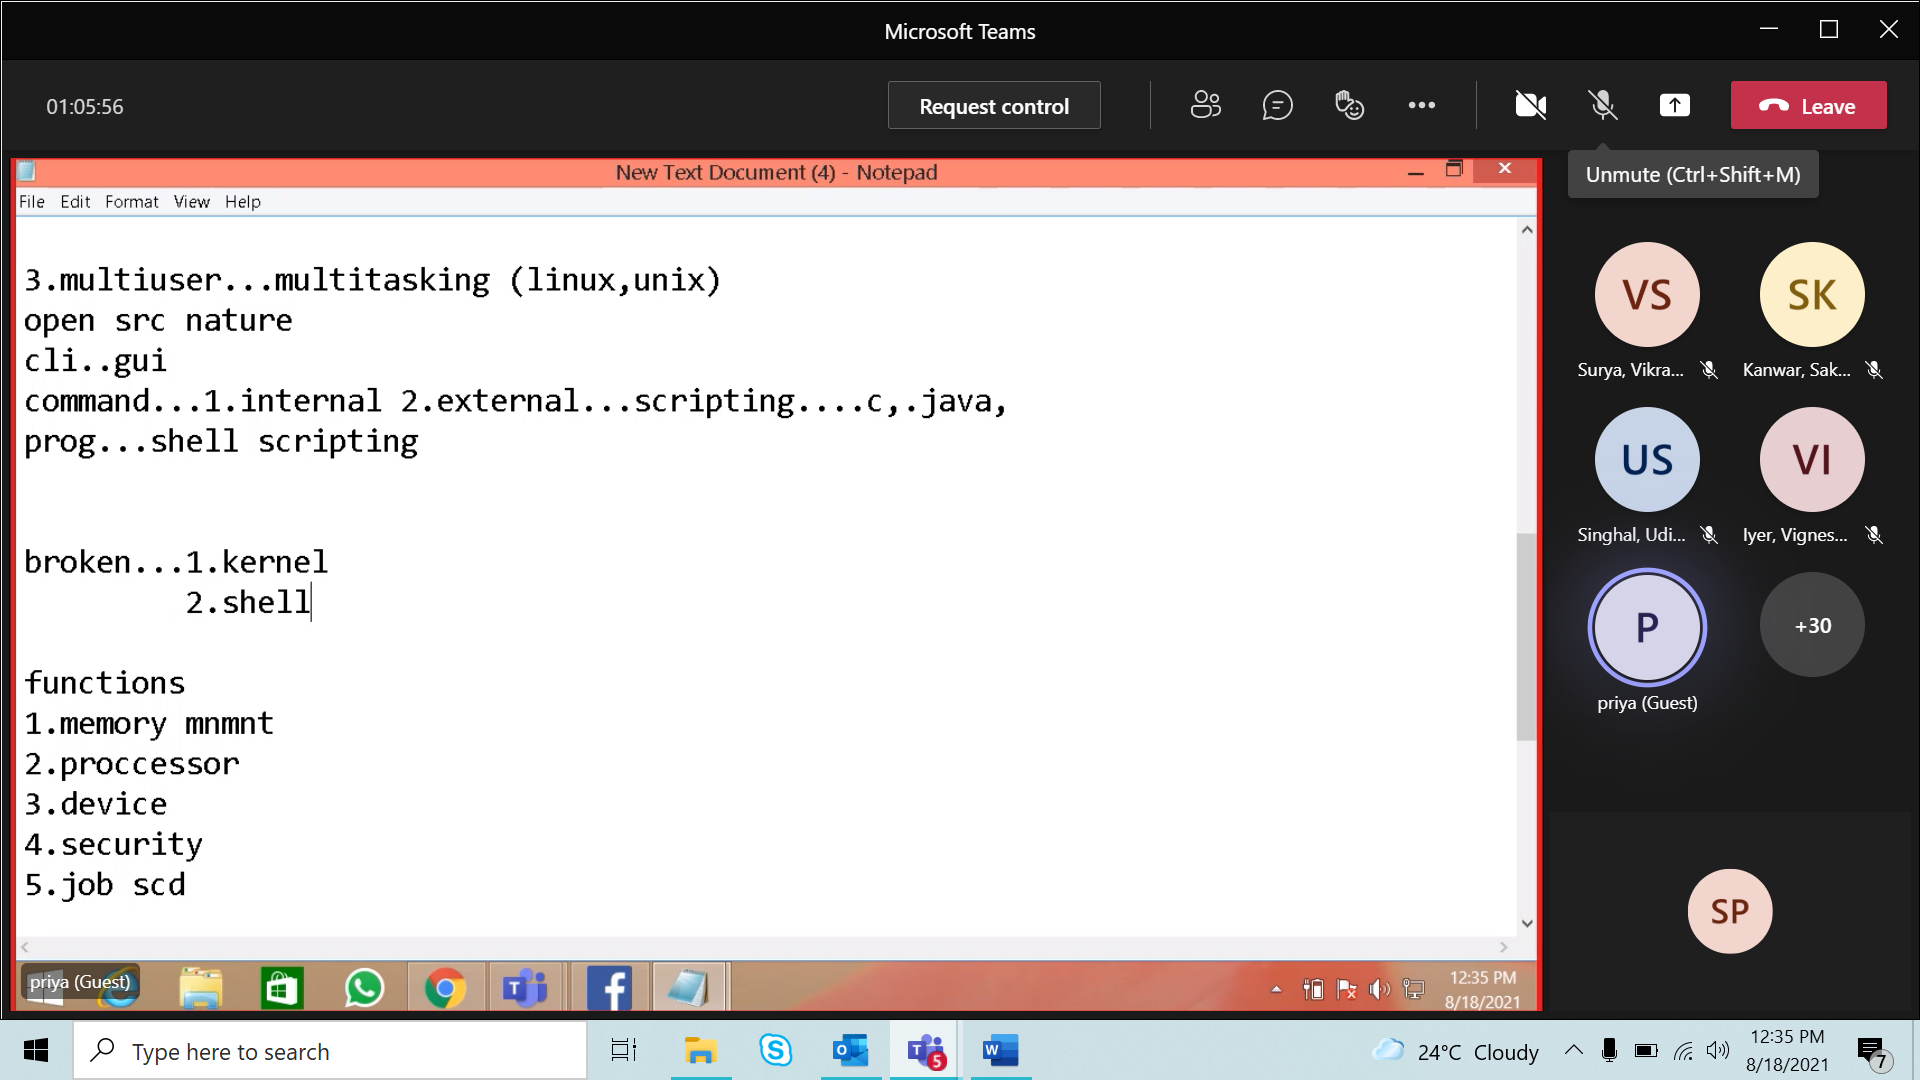 Microsoft Teams
01:05:56
Request control
Leave
Unmute (Ctrl+Shift+M)
New Text Document (4) - Notepad
File Edit Format View Help
3.multiuser...multitasking (linux,unix)
open src nature
cli..gui
command...1.internal 2.external...scripting....c,.java,
prog...shell scripting
broken...1.kernel
2.shell
functions
1.memory mnmnt
2.proccessor
3.device
4.security
5.job scd
VS
SK
Surya, Vikra...
Kanwar, Sak...
US
VI
Singhal, Udi...
Iyer, Vignes...
P
+30
priya (Guest)
SP
priya (Guest)
12:35 PM
8/18/2021
Type here to search
5
24°C Cloudy
12:35 PM
8/18/2021
7